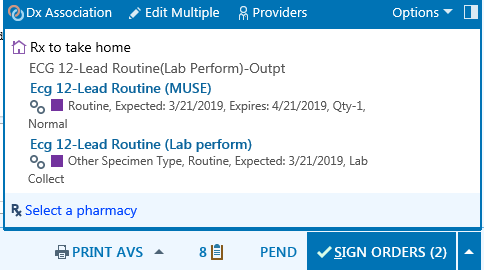 Dx Association Edit Multiple Providers Options
Rx to take home
ECG 12-Lead Routine(Lab Perform)-Outpt
Ecg 12-Lead Routine (MUSE)
Routine, Expected: 3/21/2019, Expires: 4/21/2019, Qty-1,
Normal
Ecg 12-Lead Routine (Lab perform)
Other Specimen Type, Routine, Expected: 3/21/2019, Lab
Collect
Rx Select a pharmacy
PRINT AVS 8 PEND SIGN ORDERS (2)